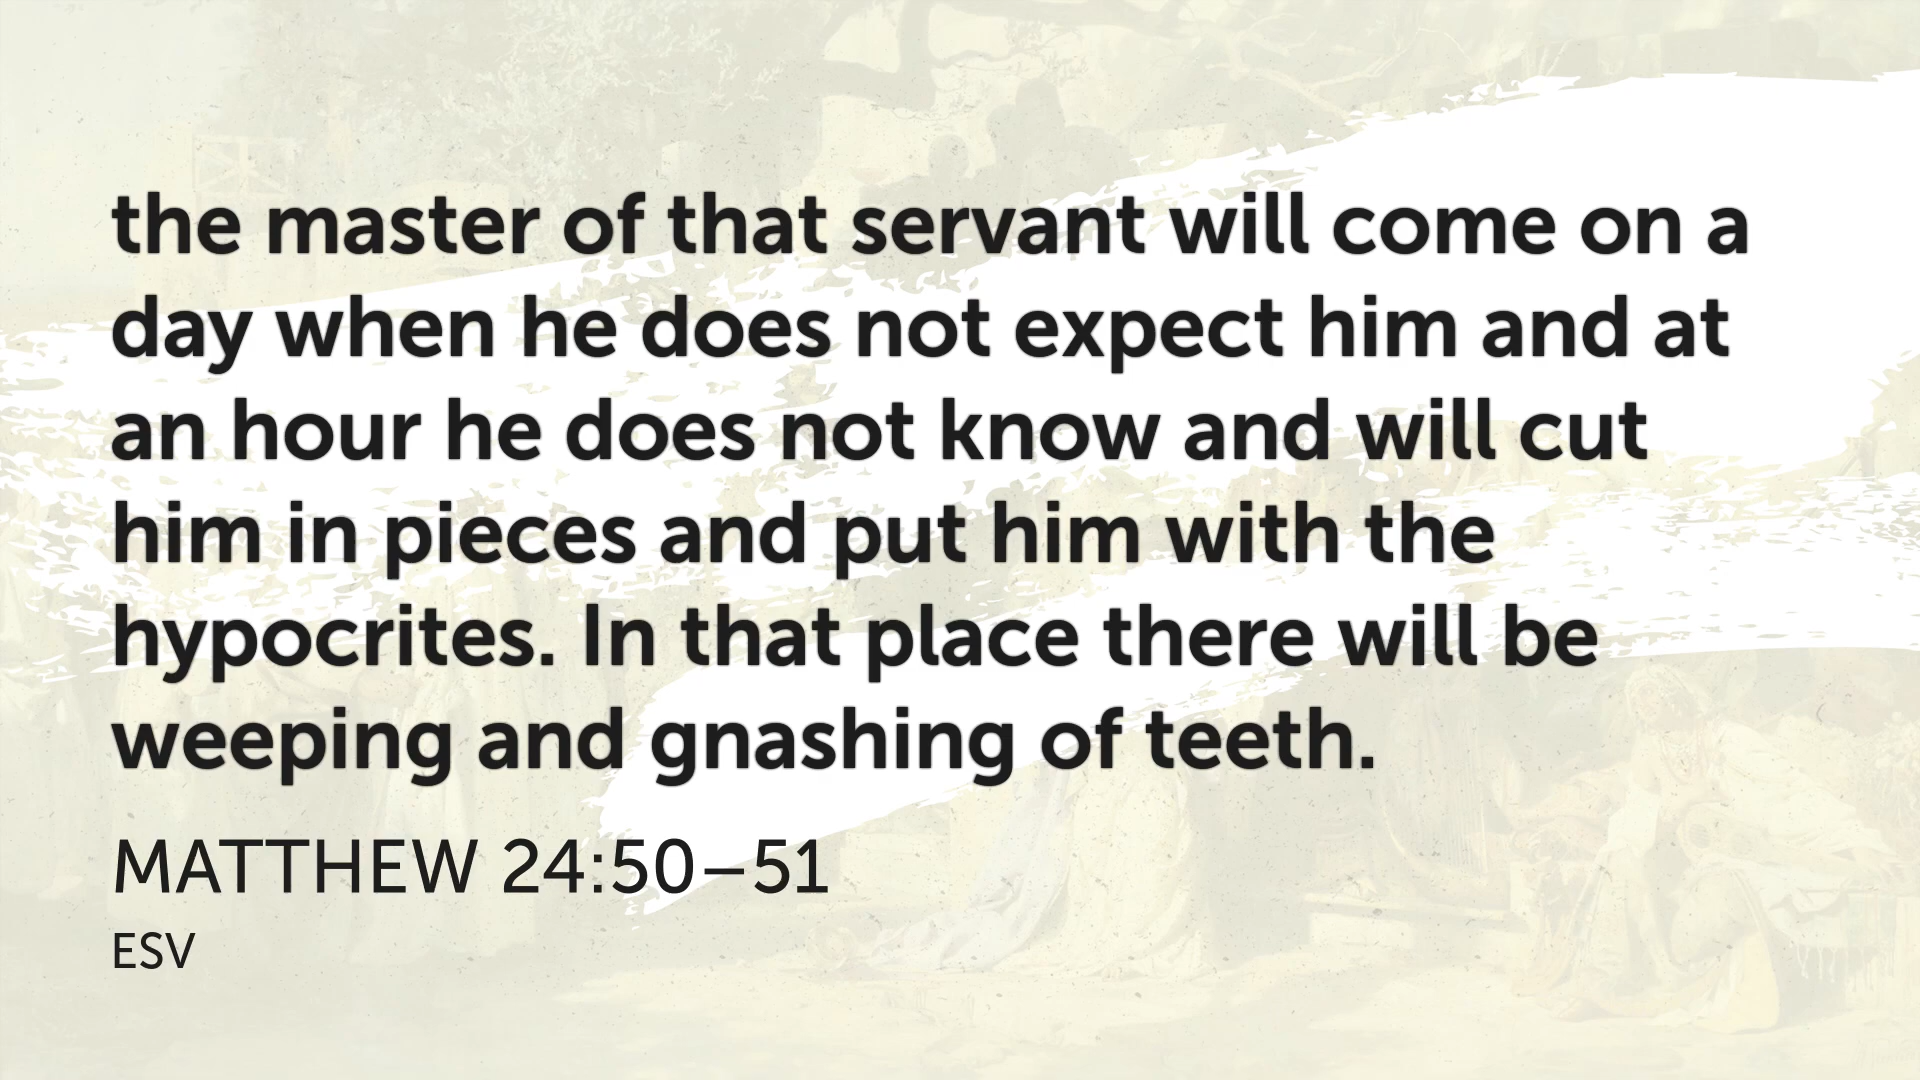 the master of that servant will come on a
day when he does not expect him and at
an hour he does not know and will cut
him in pieces and put him with the
hypocrites. In that place there will be
weeping and gnashing of teeth.
MATTHEW 24:50–51
ESV